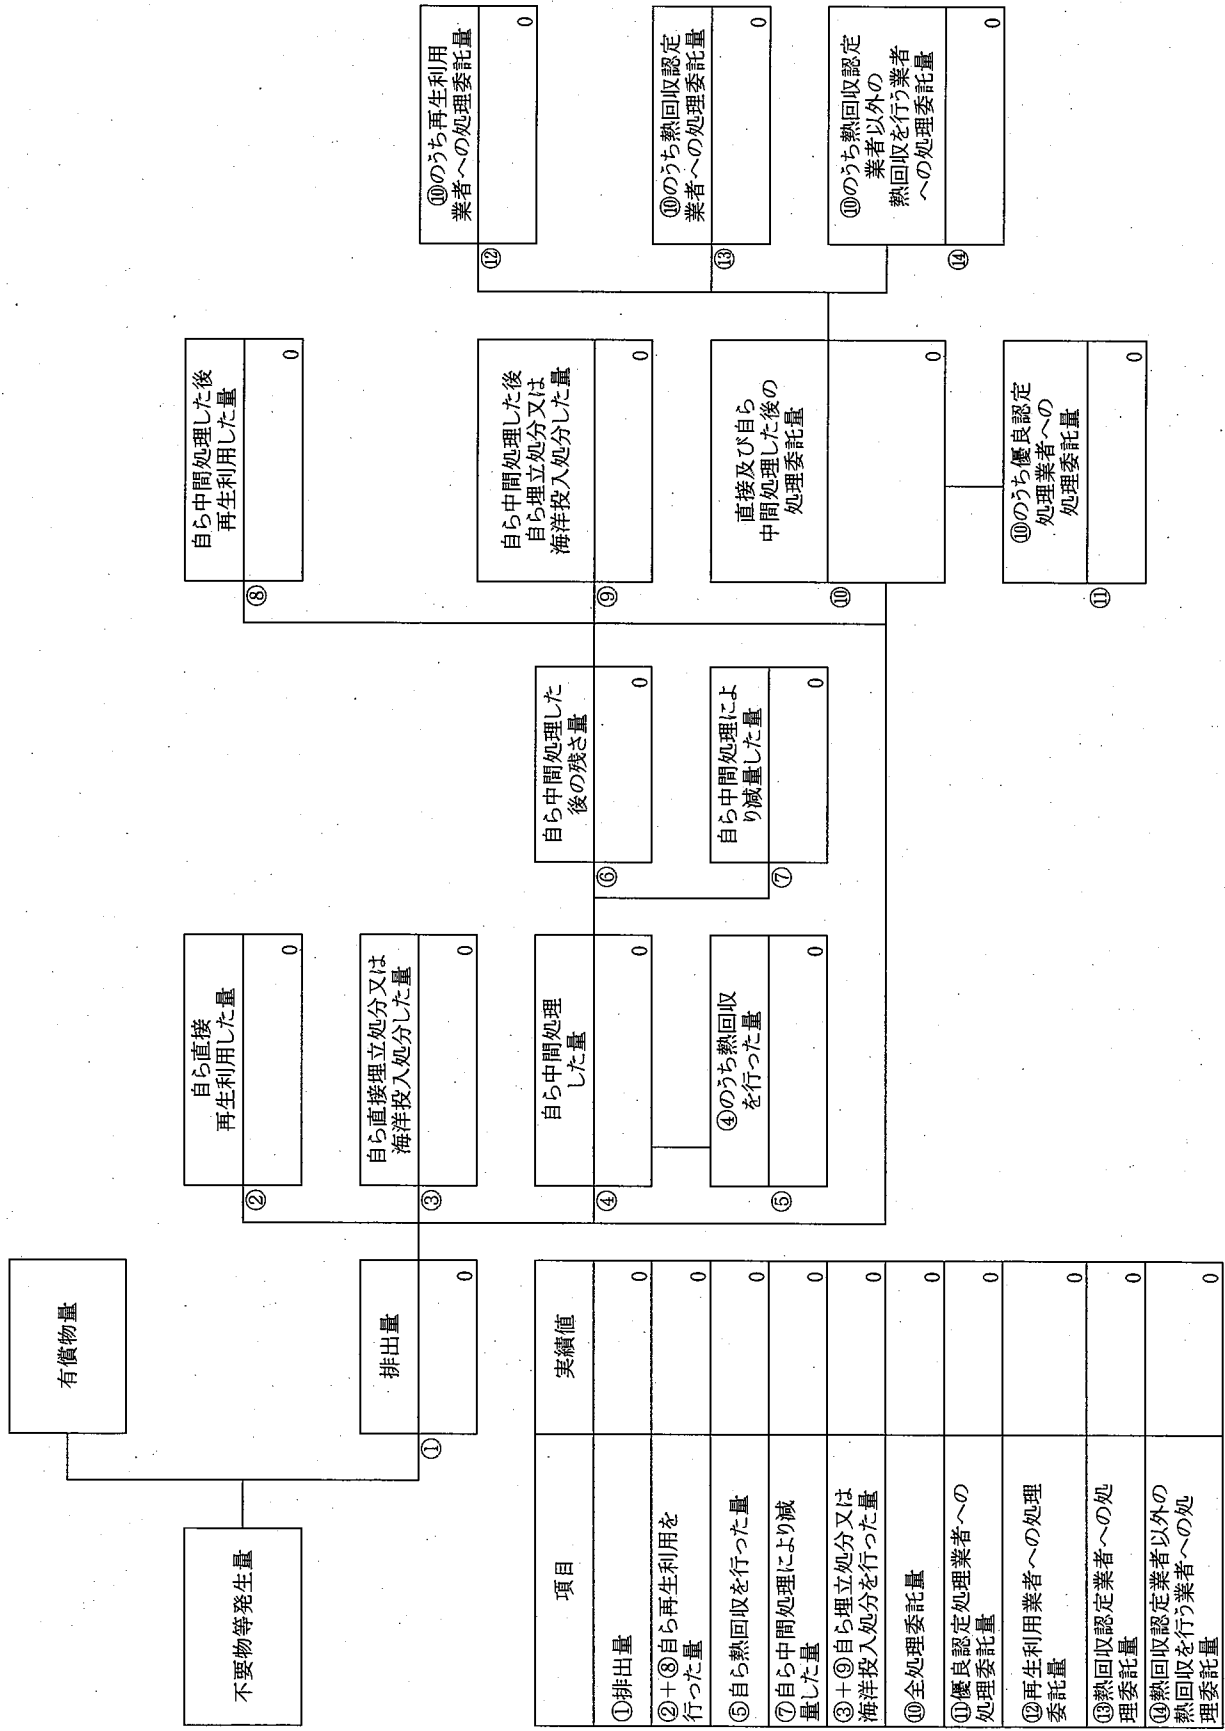 不要物等発生量
有償物量
排出量
①
0
②
自ら直接
再生利用した量
0
③
自ら直接埋立処分又は
海洋投入処分した量
0
④
自ら中間処理
した量
0
⑤
④のうち熱回収
を行った量
0
⑥
自ら中間処理した
後の残さ量
0
⑦
自ら中間処理によ
り減量した量
0
⑧
自ら中間処理した後
再生利用した量
0
⑨
自ら中間処理した後
自ら埋立処分又は
海洋投入処分した量
0
⑩
直接及び自ら
中間処理した後の
処理委託量
0
⑪
⑩のうち優良認定
処理業者への
処理委託量
0
⑫
⑩のうち再生利用
業者への処理委託量
0
⑬
⑩のうち熱回収認定
業者への処理委託量
0
⑭
⑩のうち熱回収認定
業者以外の
熱回収を行う業者
への処理委託量
0
項目 実績値
①排出量 0
②+⑧自ら再生利用を
行った量 0
⑤自ら熱回収を行った量 0
⑦自ら中間処理により減
量した量 0
③+⑨自ら埋立処分又は
海洋投入処分を行った量 0
⑩全処理委託量 0
⑪優良認定処理業者への
処理委託量 0
⑫再生利用業者への処理
委託量 0
⑬熱回収認定業者への処
理委託量 0
⑭熱回収認定業者以外の
熱回収を行う業者への処
理委託量 0